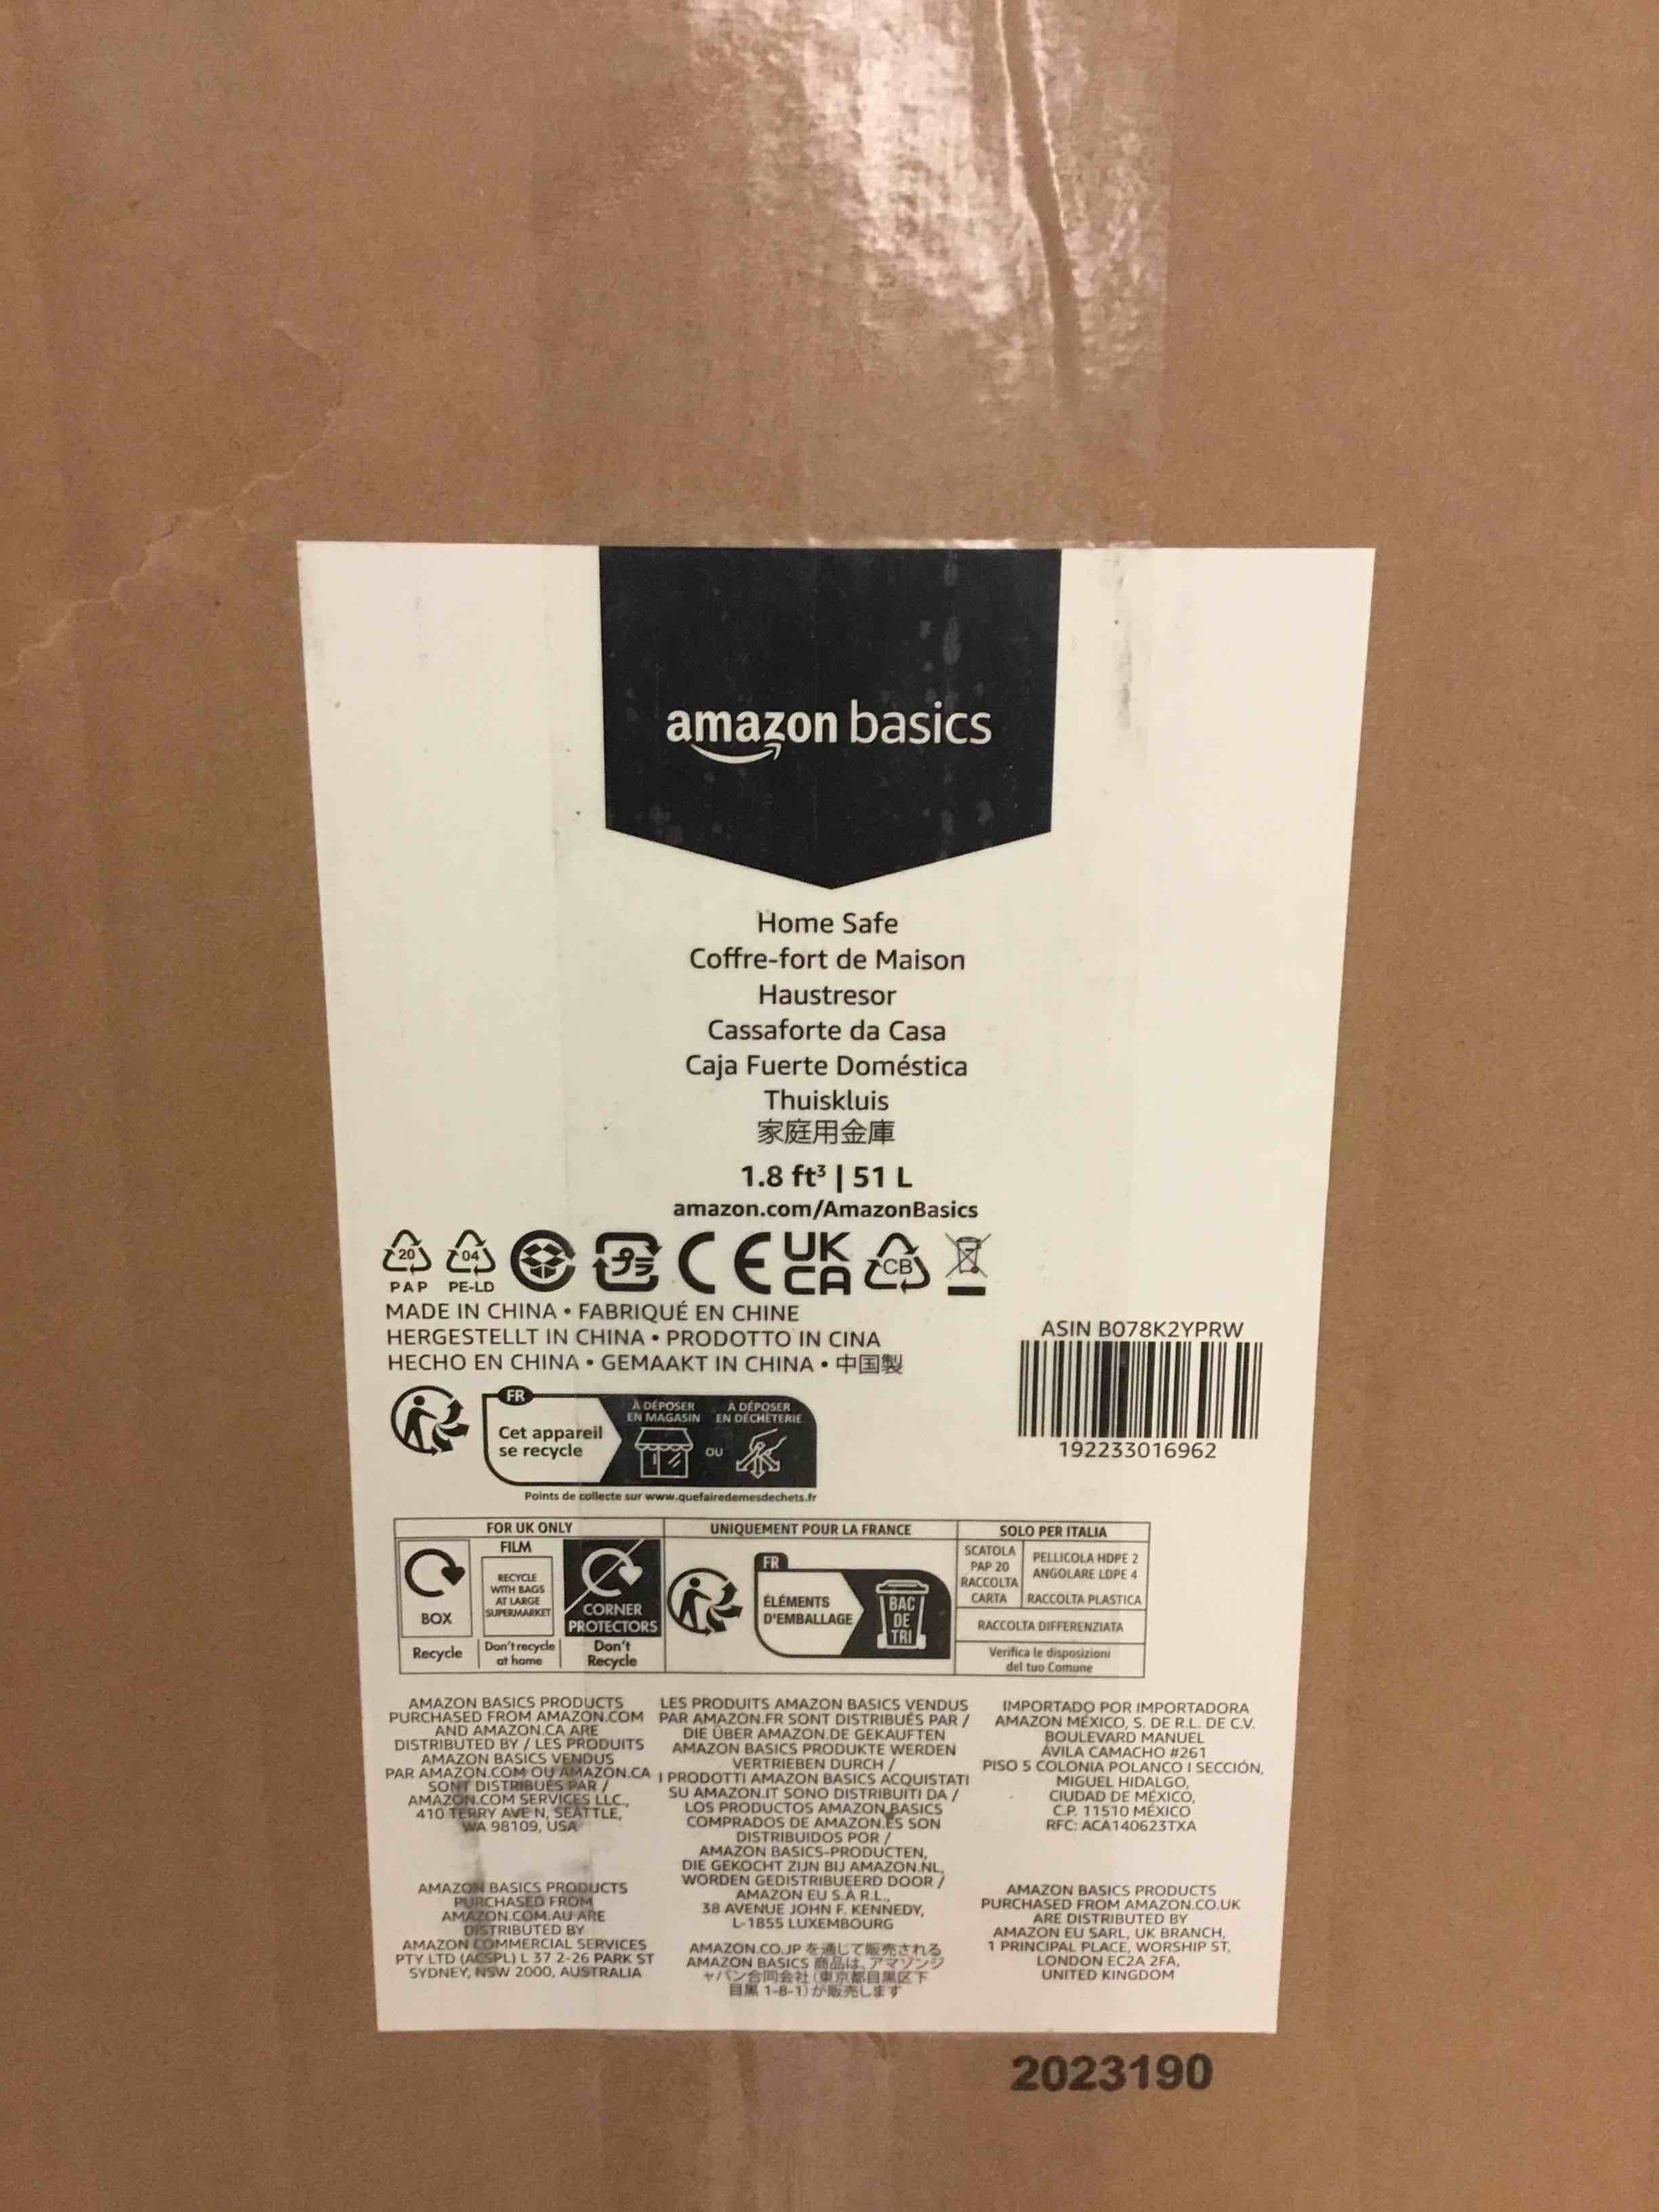 amazon basics
Home Safe
Coffre-fort de Maison
Haustresor
Cassaforte da Casa
Caja Fuerte Doméstica
Thuiskluis
家庭用金庫
1.8 ft³ | 51 L
amazon.com/AmazonBasics
20
PAP
04
PE-LD
プラ
CE
UK
CA
CB
MADE IN CHINA • FABRIQUÉ EN CHINE
HERGESTELLT IN CHINA • PRODOTTO IN CINA
HECHO EN CHINA • GEMAAKT IN CHINA • 中国製
ASIN B078K2YPRW
192233016962
FR
Cet appareil
se recycle
À DÉPOSER
EN MAGASIN
OU
À DÉPOSER
EN DÉCHÈTERIE
Points de collecte sur www.quefairedemesdechets.fr
FOR UK ONLY
BOX
Recycle
FILM
RECYCLE
WITH BAGS
AT LARGE
SUPERMARKET
Don't recycle
at home
CORNER
PROTECTORS
Don't
Recycle
UNIQUEMENT POUR LA FRANCE
FR
ÉLÉMENTS
D'EMBALLAGE
BAC
DE
TRI
SOLO PER ITALIA
SCATOLA
PAP 20
RACCOLTA
CARTA
PELLICOLA HDPE 2
ANGOLARE LDPE 4
RACCOLTA PLASTICA
RACCOLTA DIFFERENZIATA
Verifica le disposizioni
del tuo Comune
AMAZON BASICS PRODUCTS
PURCHASED FROM AMAZON.COM
AND AMAZON.CA ARE
DISTRIBUTED BY / LES PRODUITS
AMAZON BASICS VENDUS
PAR AMAZON.COM OU AMAZON.CA
SONT DISTRIBUÉS PAR /
AMAZON.COM SERVICES LLC.,
410 TERRY AVE N, SEATTLE,
WA 98109, USA
AMAZON BASICS PRODUCTS
PURCHASED FROM
AMAZON.COM.AU ARE
DISTRIBUTED BY
AMAZON COMMERCIAL SERVICES
PTY LTD (ACSPL) L 37 2-26 PARK ST
SYDNEY, NSW 2000, AUSTRALIA
LES PRODUITS AMAZON BASICS VENDUS
PAR AMAZON.FR SONT DISTRIBUÉS PAR /
DIE ÜBER AMAZON.DE GEKAUFTEN
AMAZON BASICS PRODUKTE WERDEN
VERTRIEBEN DURCH /
I PRODOTTI AMAZON BASICS ACQUISTATI
SU AMAZON.IT SONO DISTRIBUITI DA /
LOS PRODUCTOS AMAZON BASICS
COMPRADOS DE AMAZON.ES SON
DISTRIBUIDOS POR /
AMAZON BASICS-PRODUCTEN,
DIE GEKOCHT ZIJN BIJ AMAZON.NL,
WORDEN GEDISTRIBUEERD DOOR /
AMAZON EU S.À R.L.,
38 AVENUE JOHN F. KENNEDY,
L-1855 LUXEMBOURG
AMAZON.CO.JP を通して販売される
AMAZON BASICS 商品は、アマゾンジ
ャパン合同会社（東京都目黒区下
目黒 1-8-1）が販売します
IMPORTADO POR IMPORTADORA
AMAZON MÉXICO, S. DE R.L. DE C.V.
BOULEVARD MANUEL
ÁVILA CAMACHO #261
PISO 5 COLONIA POLANCO I SECCIÓN,
MIGUEL HIDALGO,
CIUDAD DE MÉXICO,
C.P. 11510 MÉXICO
RFC: ACA140623TXA
AMAZON BASICS PRODUCTS
PURCHASED FROM AMAZON.CO.UK
ARE DISTRIBUTED BY
AMAZON EU SARL, UK BRANCH,
1 PRINCIPAL PLACE, WORSHIP ST,
LONDON EC2A 2FA,
UNITED KINGDOM
2023190